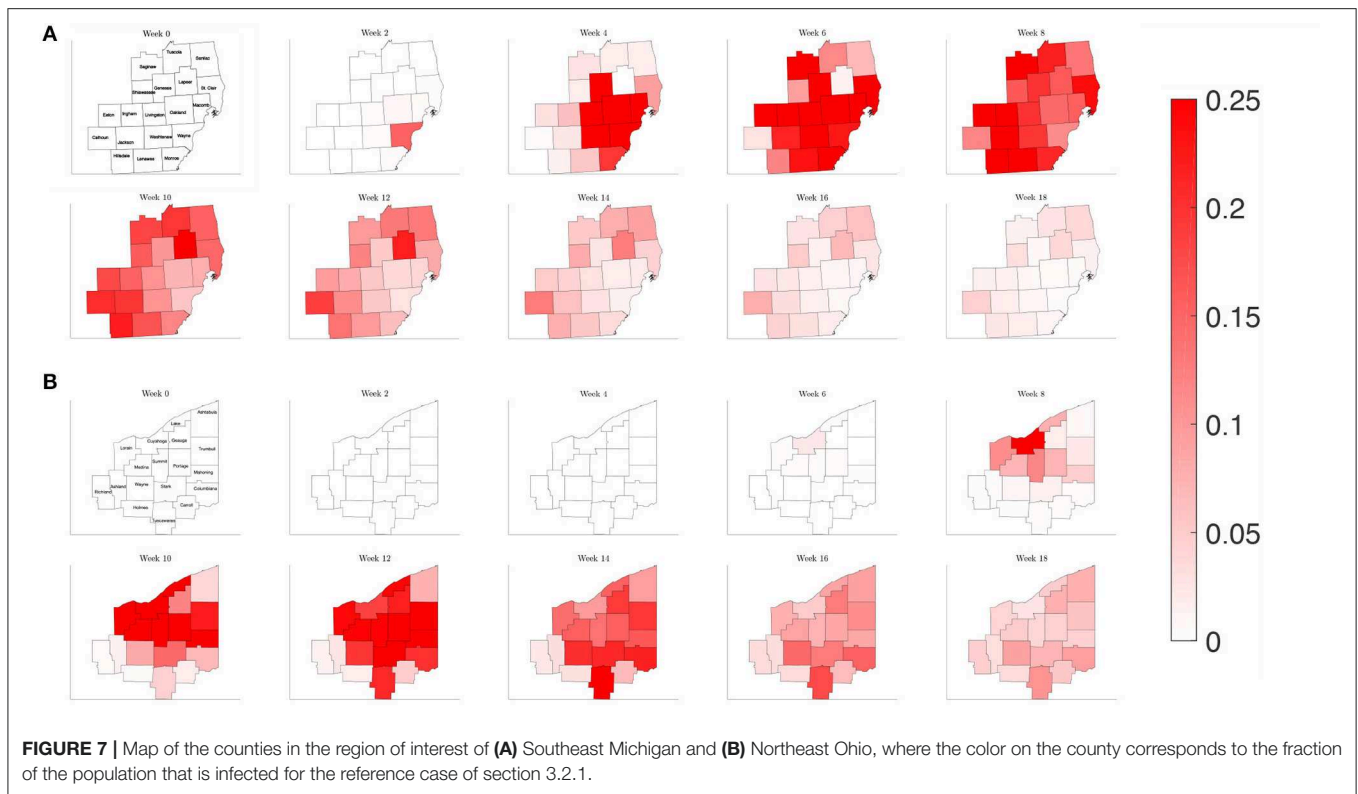 A
Week 0
Week 2
Week 4
Week 6
Week 8
Tuscola
Sanilac
Saginaw
Lapeer
Genesee
Shiawassee
St. Clair
Macomb
Eaton
Ingham
Livingston
Oakland
Calhoun
Jackson
Washtenaw
Wayne
Hillsdale
Lenawee
Monroe
Week 10
Week 12
Week 14
Week 16
Week 18
B
Week 0
Week 2
Week 4
Week 6
Week 8
Ashtabula
Lake
Cuyahoga
Geauga
Lorain
Trumbull
Summit
Medina
Portage
Mahoning
Ashland
Wayne
Stark
Richland
Columbiana
Holmes
Carroll
Tuscarawas
Week 10
Week 12
Week 14
Week 16
Week 18
0.25
0.2
0.15
0.1
0.05
0
FIGURE 7 | Map of the counties in the region of interest of (A) Southeast Michigan and (B) Northeast Ohio, where the color on the county corresponds to the fraction
of the population that is infected for the reference case of section 3.2.1.